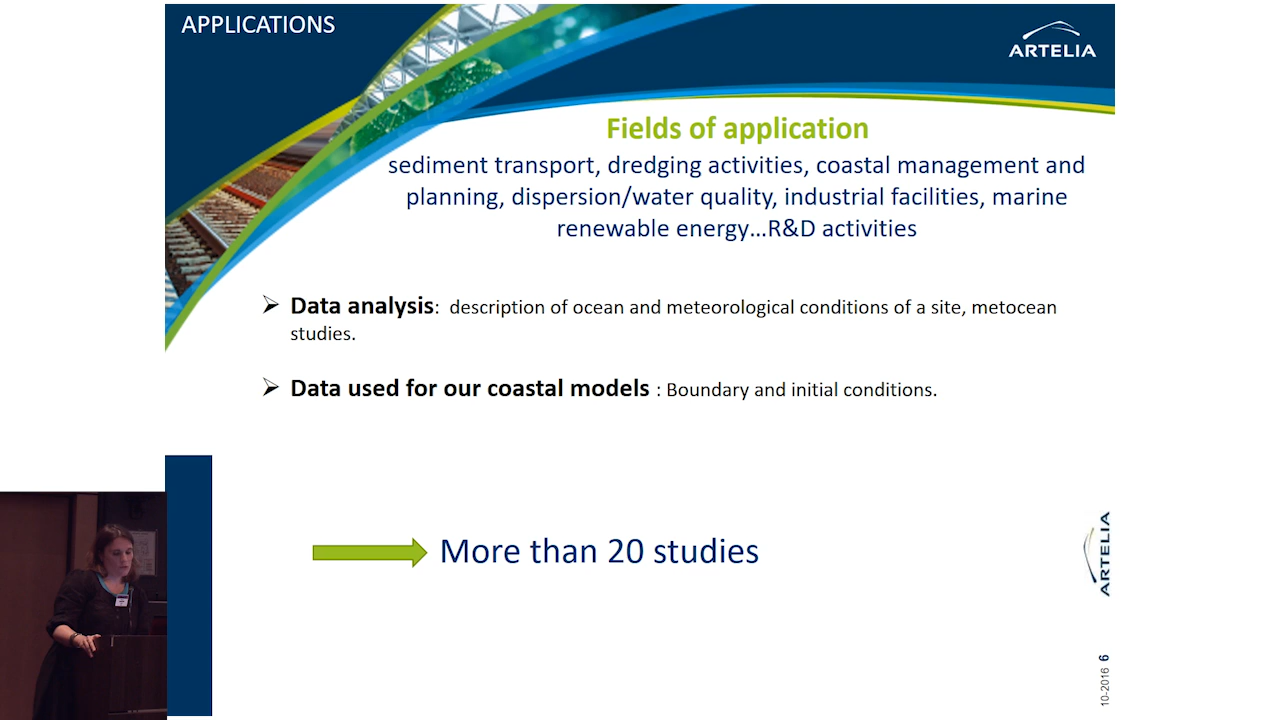 APPLICATIONS
ARTELIA
Fields of application
sediment transport, dredging activities, coastal management and
planning, dispersion/water quality, industrial facilities, marine
renewable energy…R&D activities
➢ Data analysis: description of ocean and meteorological conditions of a site, metocean
studies.
➢ Data used for our coastal models : Boundary and initial conditions.
More than 20 studies
ARTELIA
10-2016 6